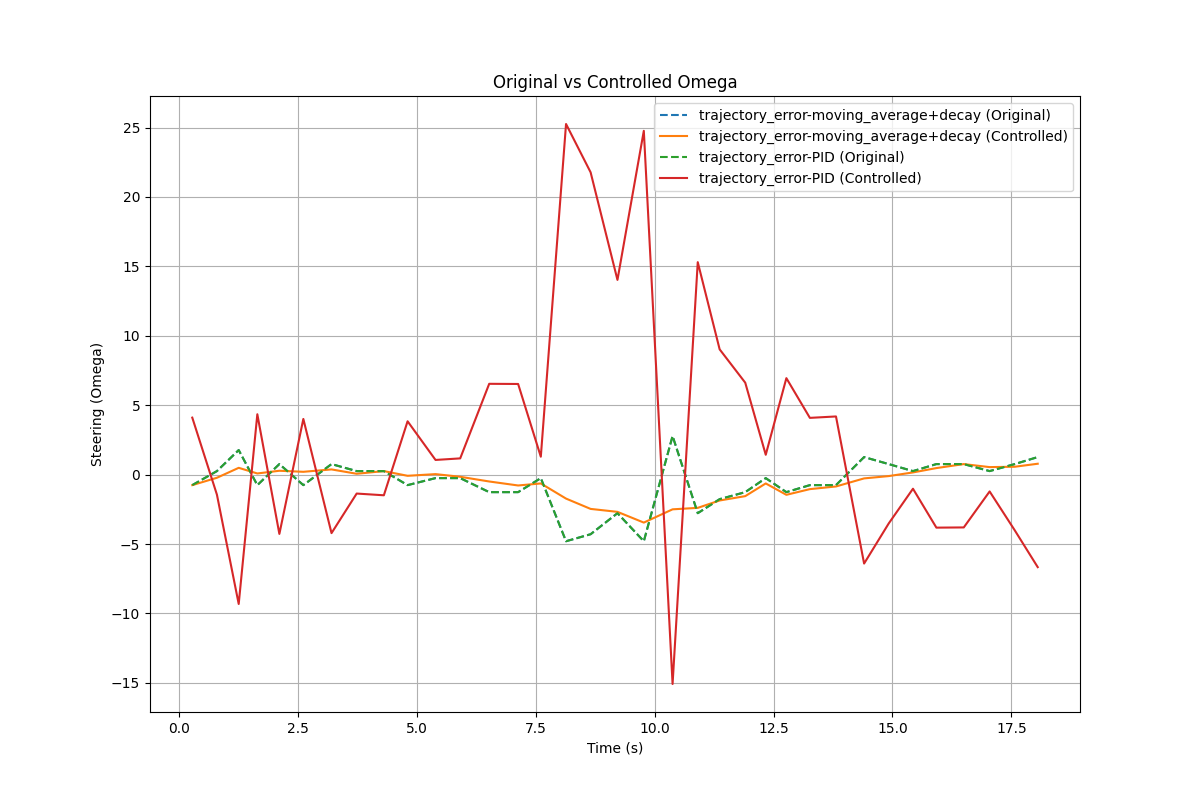 Original vs Controlled Omega
trajectory_error-moving_average+decay (Original)
trajectory_error-moving_average+decay (Controlled)
trajectory_error-PID (Original)
trajectory_error-PID (Controlled)
25
20
15
10
5
0
−5
−10
−15
Steering (Omega)
0.0 2.5 5.0 7.5 10.0 12.5 15.0 17.5
Time (s)